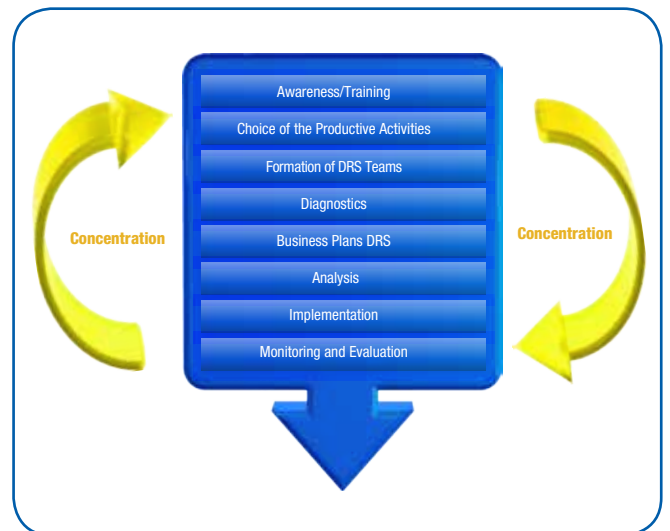 Awareness/Training
Choice of the Productive Activities
Formation of DRS Teams
Diagnostics
Business Plans DRS
Analysis
Implementation
Monitoring and Evaluation
Concentration
Concentration